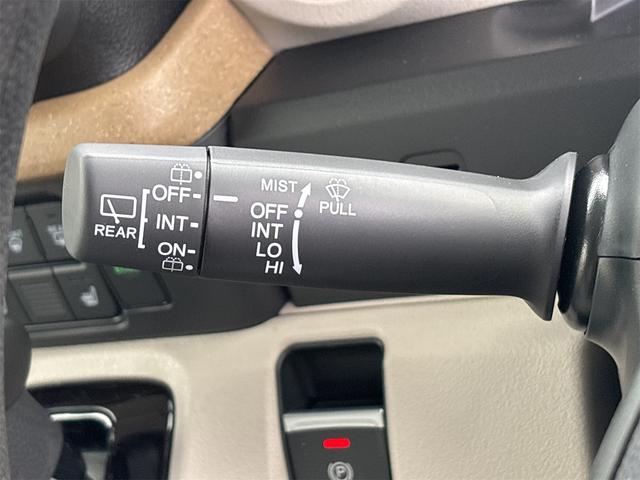 REAR
OFF
INT
ON
MIST
OFF
INT
LO
HI
PULL
P